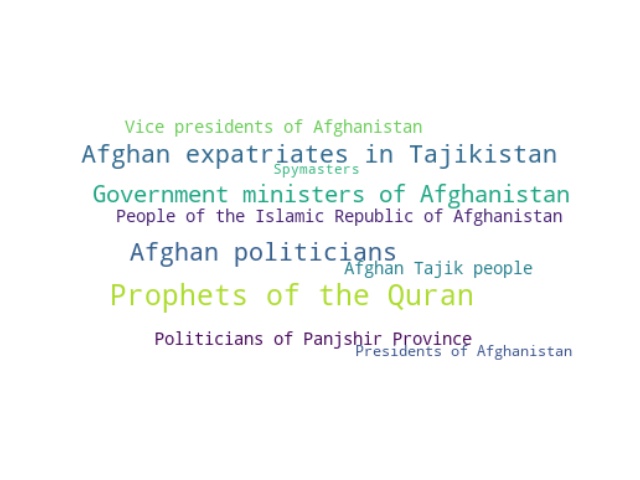 Vice presidents of Afghanistan
Afghan expatriates in Tajikistan
Spymasters
Government ministers of Afghanistan
People of the Islamic Republic of Afghanistan
Afghan politicians
Afghan Tajik people
Prophets of the Quran
Politicians of Panjshir Province
Presidents of Afghanistan